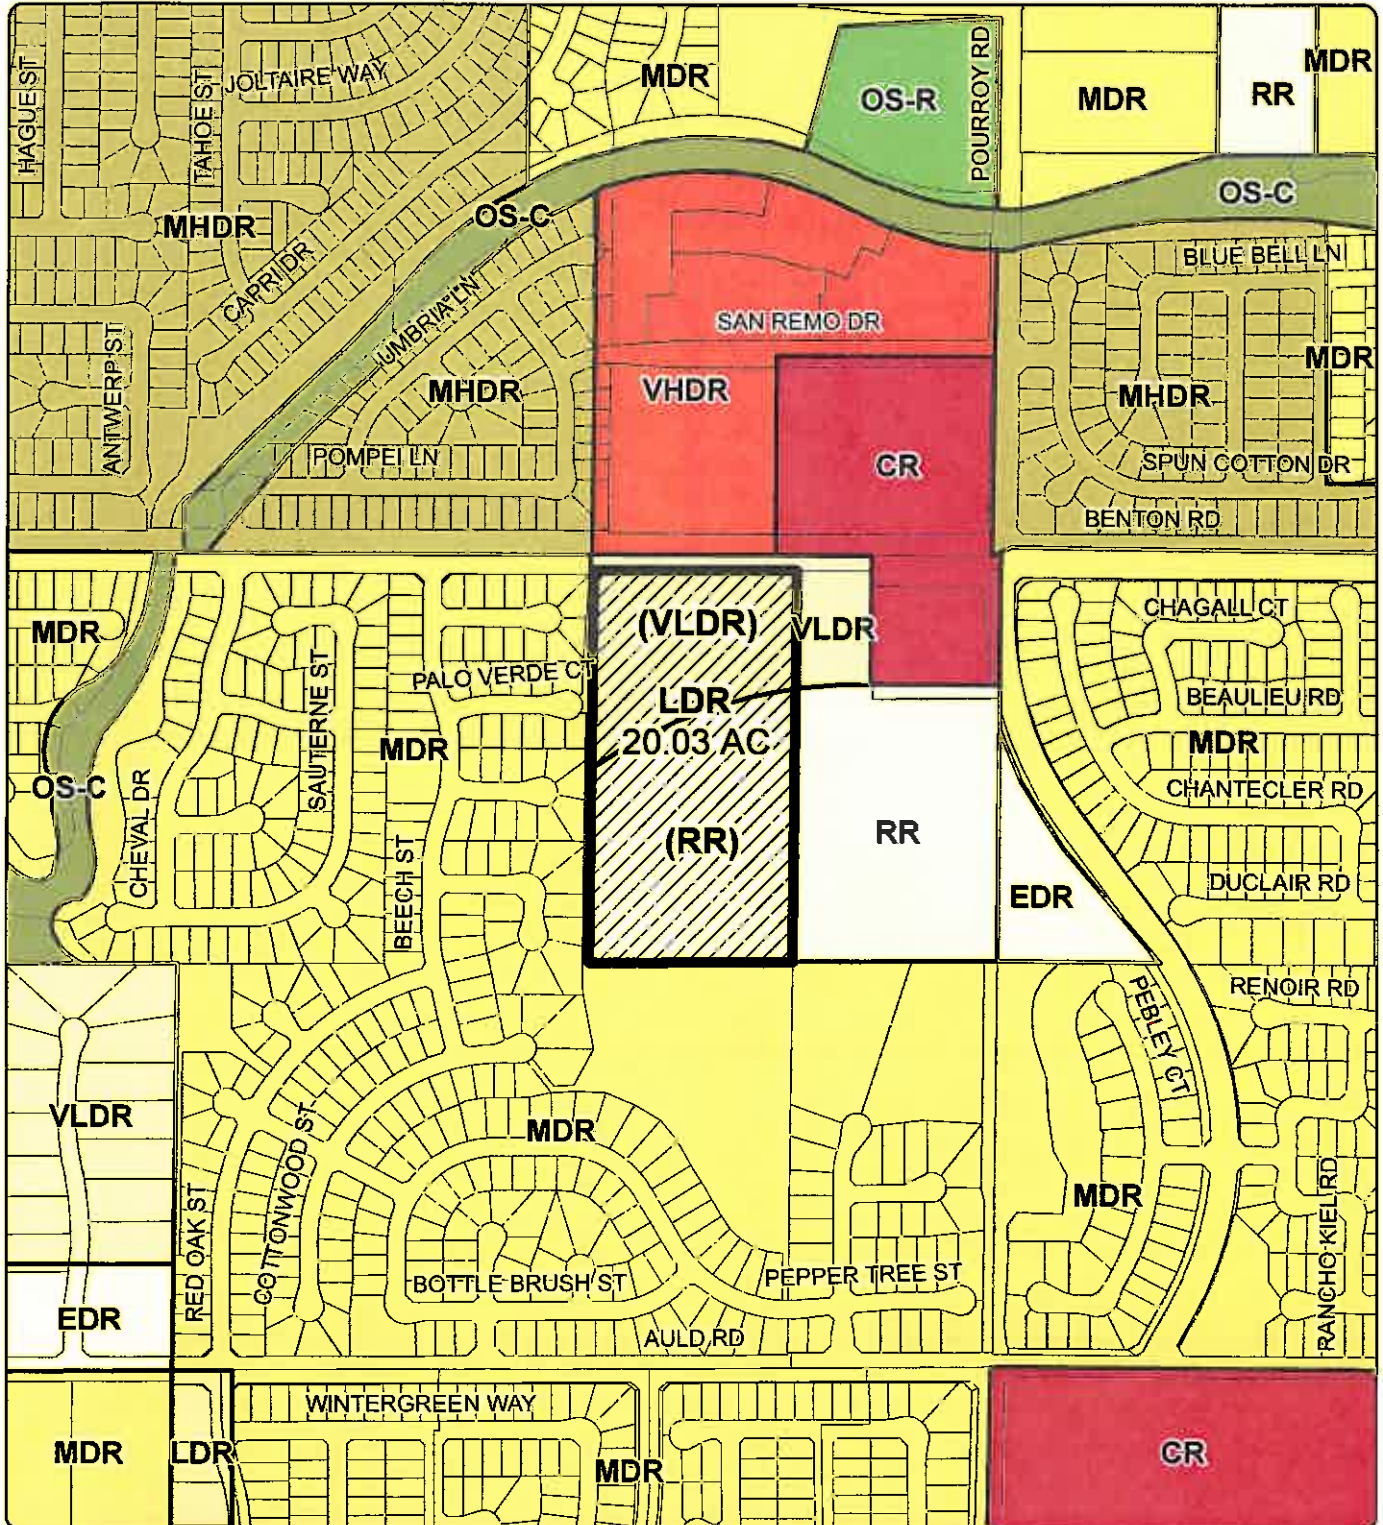 MDR
HAGUE ST
TAHOE ST
JOLTAIRE WAY
MDR
OS-R
POURROY RD
MDR
RR
OS-C
MHDR
OS-C
CAPRI DR
BLUE BELL LN
UMBRIA LN
SAN REMO DR
ANTWERP ST
MHDR
VHDR
MDR
MHDR
POMPEI LN
CR
SPUN COTTON DR
BENTON RD
MDR
(VLDR)
VLDR
CHAGALL CT
SAUTERNE ST
PALO VERDE CT
LDR
BEAULIEU RD
MDR
20.03 AC
MDR
OS-C
CHEVAL DR
CHANTECLER RD
(RR)
RR
BEECH ST
EDR
DUCLAIR RD
PEBLEY CT
RENOIR RD
VLDR
COTTONWOOD ST
MDR
MDR
RED OAK ST
RANCHO KIEL RD
BOTTLE BRUSH ST
PEPPER TREE ST
EDR
AULD RD
WINTERGREEN WAY
MDR
LDR
MDR
CR